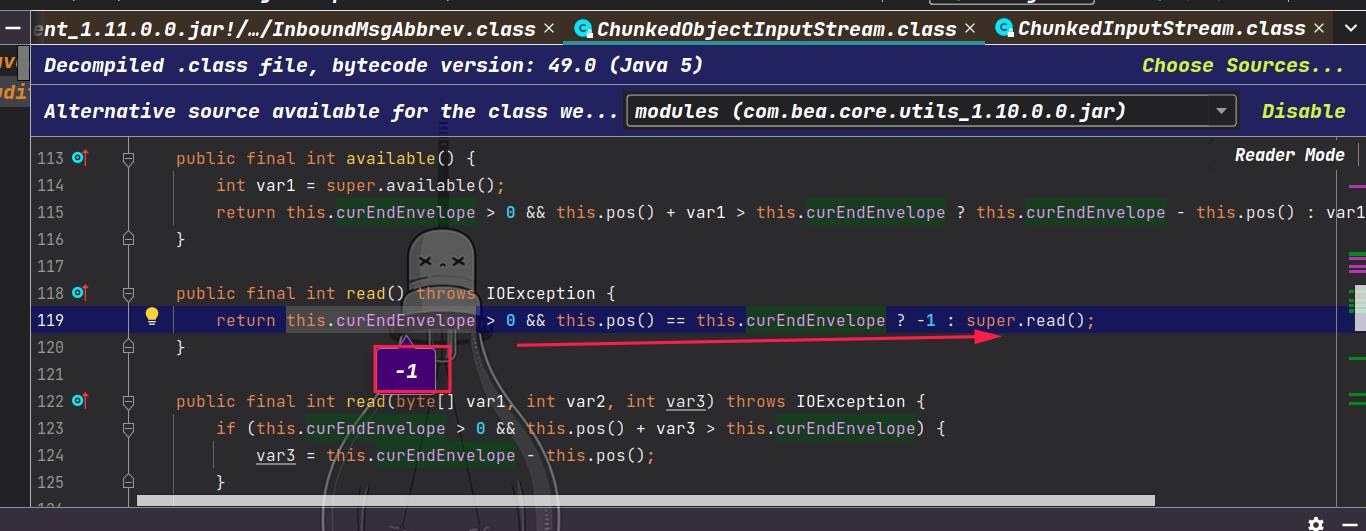 ent_1.11.0.0.jar!/…/InboundMsgAbbrev.class × ChunkedObjectInputStream.class × ChunkedInputStream.class ×
Decompiled .class file, bytecode version: 49.0 (Java 5) Choose Sources...
Alternative source available for the class we... modules (com.bea.core.utils_1.10.0.0.jar) Disable
Reader Mode
113 public final int available() {
114 int var1 = super.available();
115 return this.curEndEnvelope > 0 && this.pos() + var1 > this.curEndEnvelope ? this.curEndEnvelope - this.pos() : var1
116 }
117
118 public final int read() throws IOException {
119 return this.curEndEnvelope > 0 && this.pos() == this.curEndEnvelope ? -1 : super.read();
120 }
-1
121
122 public final int read(byte[] var1, int var2, int var3) throws IOException {
123 if (this.curEndEnvelope > 0 && this.pos() + var3 > this.curEndEnvelope) {
124 var3 = this.curEndEnvelope - this.pos();
125 }